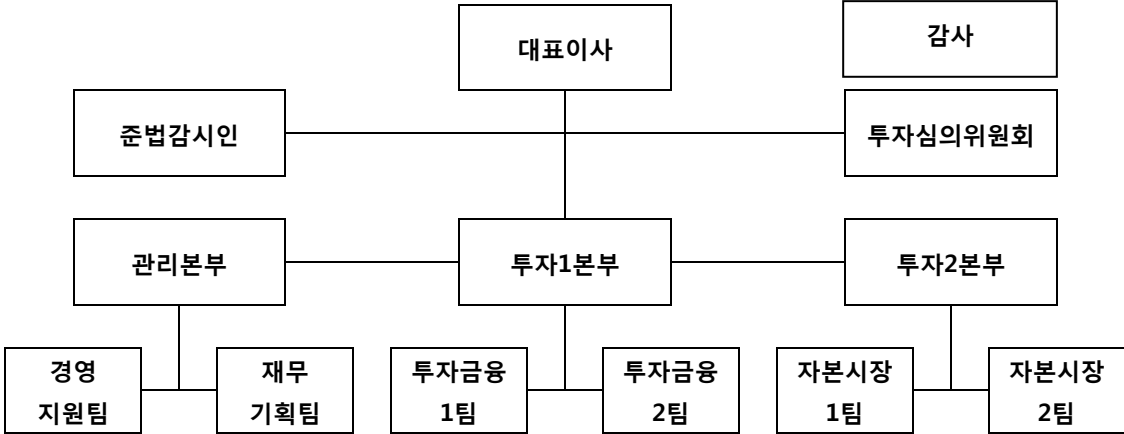 대표이사
감사
준법감시인
투자심의위원회
관리본부
투자1본부
투자2본부
경영
지원팀
재무
기획팀
투자금융
1팀
투자금융
2팀
자본시장
1팀
자본시장
2팀